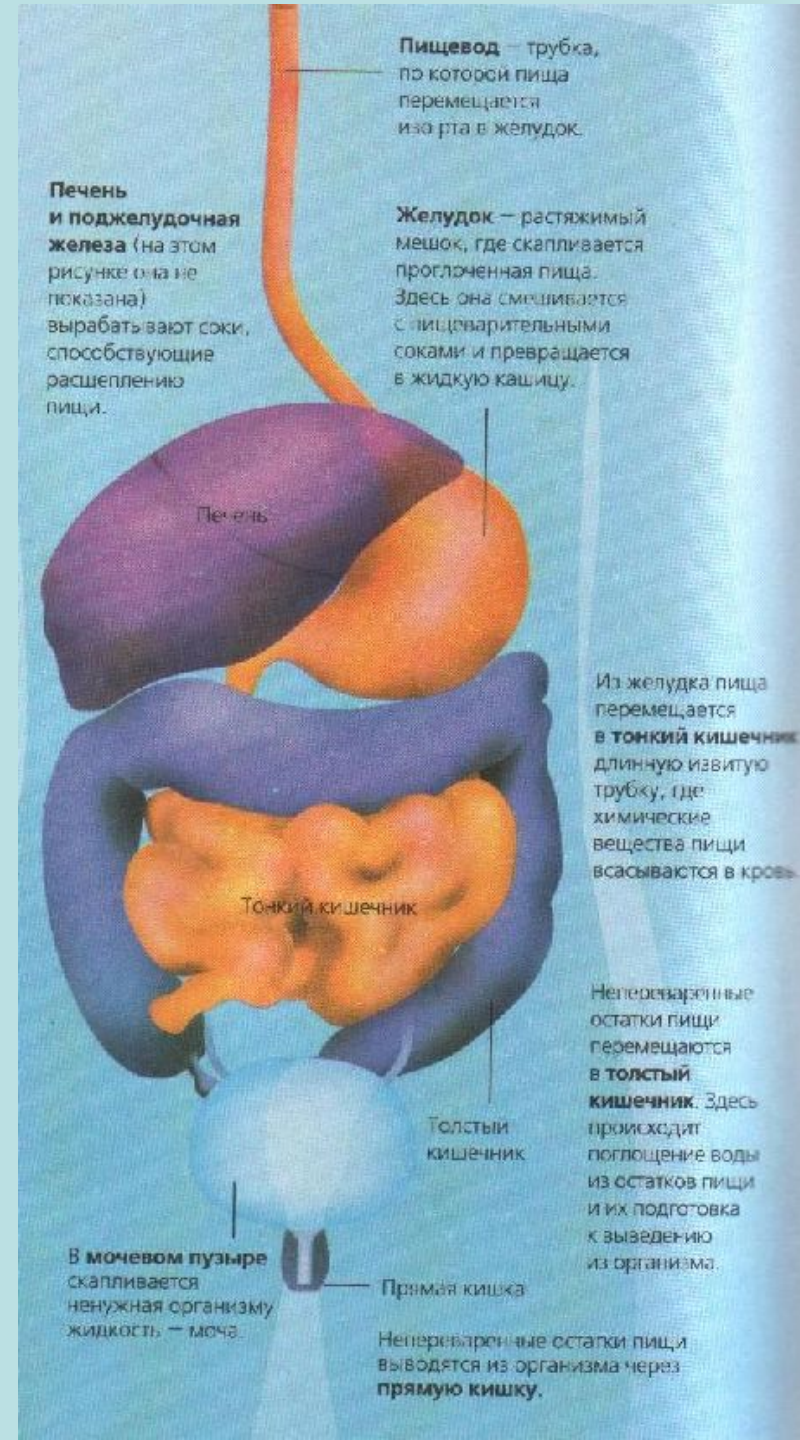 Пищевод – трубка,
по которой пища
перемещается
изо рта в желудок.
Печень
и поджелудочная
железа (на этом
рисунке она не
показана)
вырабатывают соки,
способствующие
расщеплению
пищи.
Желудок – растяжимый
мешок, где скапливается
проглоченная пища.
Здесь она смешивается
с пищеварительными
соками и превращается
в жидкую кашицу.
Печень
Из желудка пища
перемещается
в тонкий кишечник
длинную извитую
трубку, где
химические
вещества пищи
всасываются в кровь.
Тонкий кишечник
Непереваренные
остатки пищи
перемещаются
в толстый
кишечник. Здесь
происходит
поглощение воды
из остатков пищи
и их подготовка
к выведению
из организма.
Толстый
кишечник
В мочевом пузыре
скапливается
ненужная организму
жидкость – моча.
Прямая кишка
Непереваренные остатки пищи
выводятся из организма через
прямую кишку.